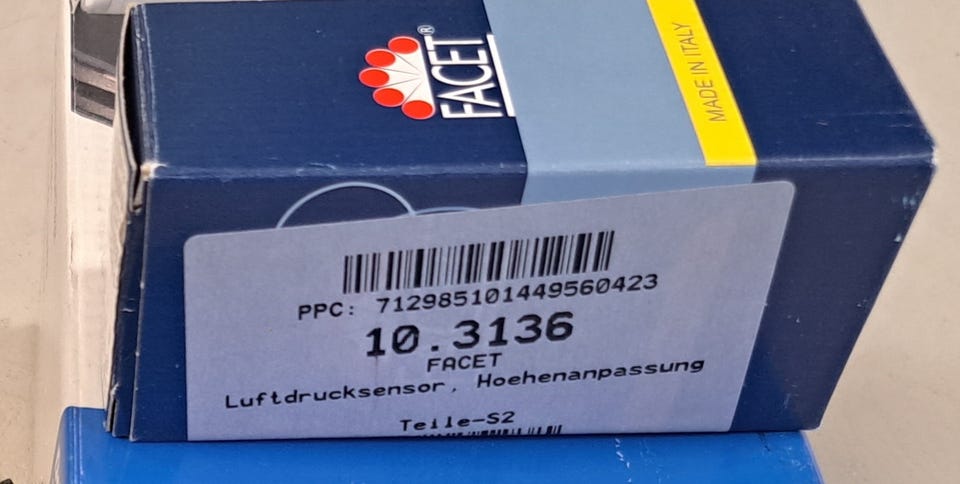 FACET®
MADE IN ITALY
PPC: 712985101449560423
10.3136
FACET
Luftdrucksensor, Hoehenanpassung
Teile-S2